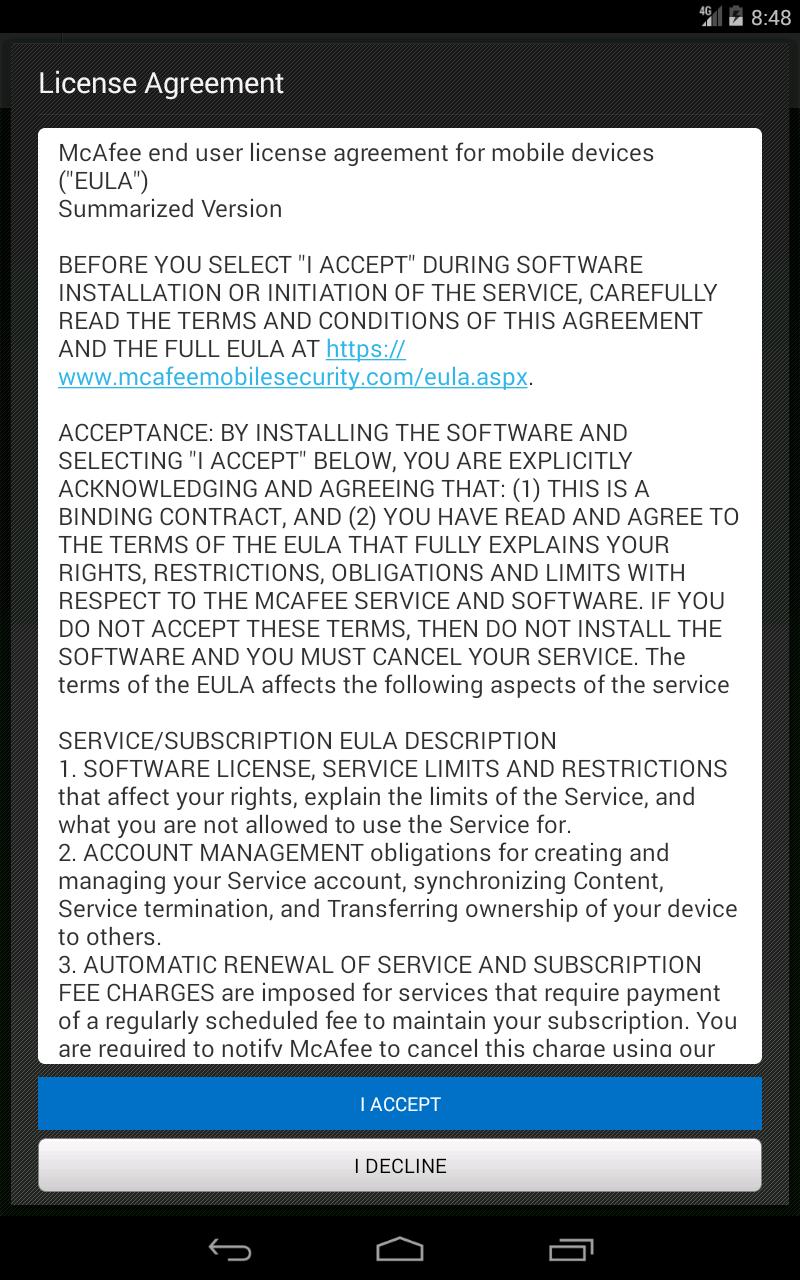 4G 8:48
License Agreement
McAfee end user license agreement for mobile devices
("EULA")
Summarized Version
BEFORE YOU SELECT "I ACCEPT" DURING SOFTWARE
INSTALLATION OR INITIATION OF THE SERVICE, CAREFULLY
READ THE TERMS AND CONDITIONS OF THIS AGREEMENT
AND THE FULL EULA AT https://
www.mcafeemobilesecurity.com/eula.aspx.
ACCEPTANCE: BY INSTALLING THE SOFTWARE AND
SELECTING "I ACCEPT" BELOW, YOU ARE EXPLICITLY
ACKNOWLEDGING AND AGREEING THAT: (1) THIS IS A
BINDING CONTRACT, AND (2) YOU HAVE READ AND AGREE TO
THE TERMS OF THE EULA THAT FULLY EXPLAINS YOUR
RIGHTS, RESTRICTIONS, OBLIGATIONS AND LIMITS WITH
RESPECT TO THE MCAFEE SERVICE AND SOFTWARE. IF YOU
DO NOT ACCEPT THESE TERMS, THEN DO NOT INSTALL THE
SOFTWARE AND YOU MUST CANCEL YOUR SERVICE. The
terms of the EULA affects the following aspects of the service
SERVICE/SUBSCRIPTION EULA DESCRIPTION
1. SOFTWARE LICENSE, SERVICE LIMITS AND RESTRICTIONS
that affect your rights, explain the limits of the Service, and
what you are not allowed to use the Service for.
2. ACCOUNT MANAGEMENT obligations for creating and
managing your Service account, synchronizing Content,
Service termination, and Transferring ownership of your device
to others.
3. AUTOMATIC RENEWAL OF SERVICE AND SUBSCRIPTION
FEE CHARGES are imposed for services that require payment
of a regularly scheduled fee to maintain your subscription. You
are required to notify McAfee to cancel this charge using our
I ACCEPT
I DECLINE